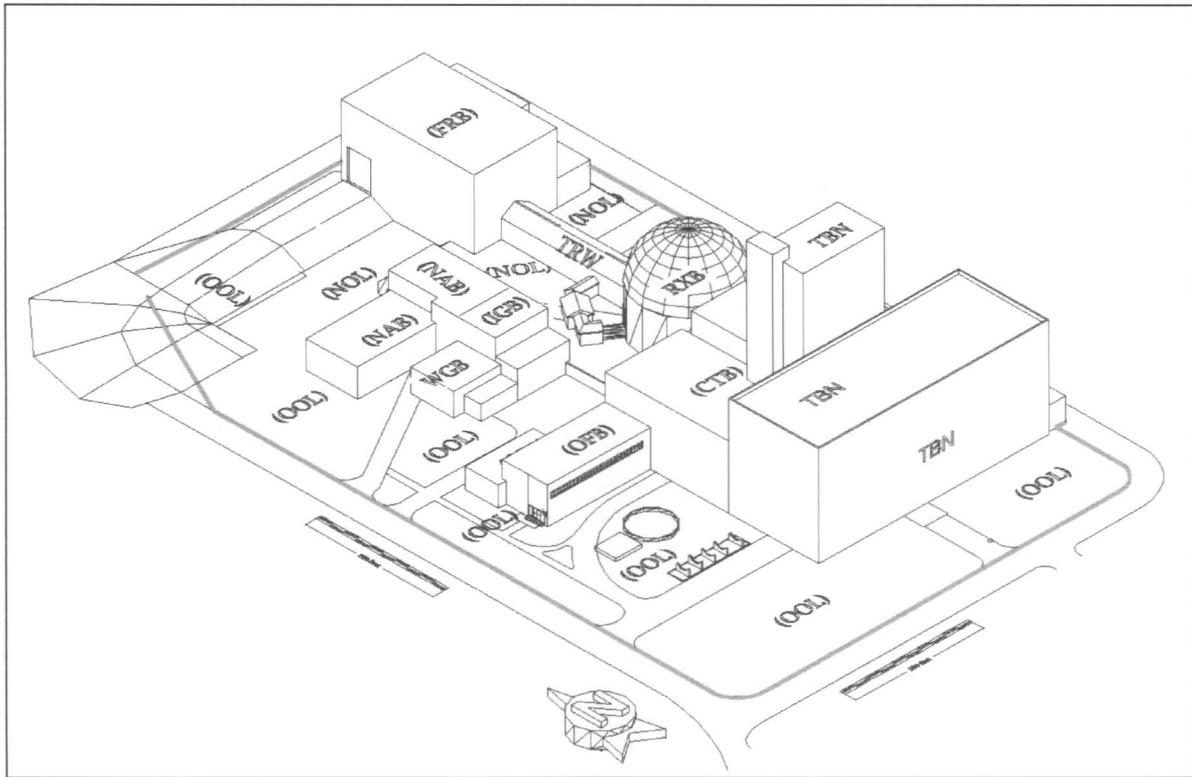 (FRB)
(NOL)
TBN
TRW
(NOL)
RXB
(OOL)
(NOL)
(NAB)
(IGB)
(NAB)
WGB
(CTB)
TBN
(OOL)
(OOL)
(OFB)
TBN
(OOL)
(OOL)
(OOL)
(OOL)
N